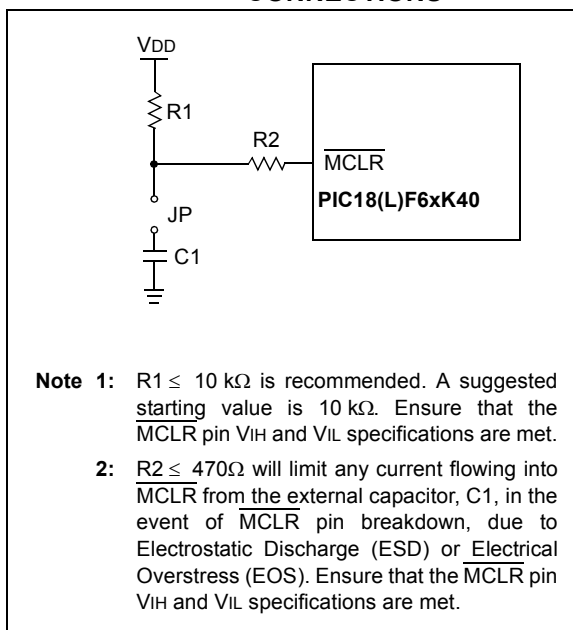 VDD
R1
R2
MCLR
PIC18(L)F6xK40
JP
C1
Note 1: R1 ≤ 10 kΩ is recommended. A suggested
starting value is 10 kΩ. Ensure that the
MCLR pin VIH and VIL specifications are met.
2: R2 ≤ 470Ω will limit any current flowing into
MCLR from the external capacitor, C1, in the
event of MCLR pin breakdown, due to
Electrostatic Discharge (ESD) or Electrical
Overstress (EOS). Ensure that the MCLR pin
VIH and VIL specifications are met.